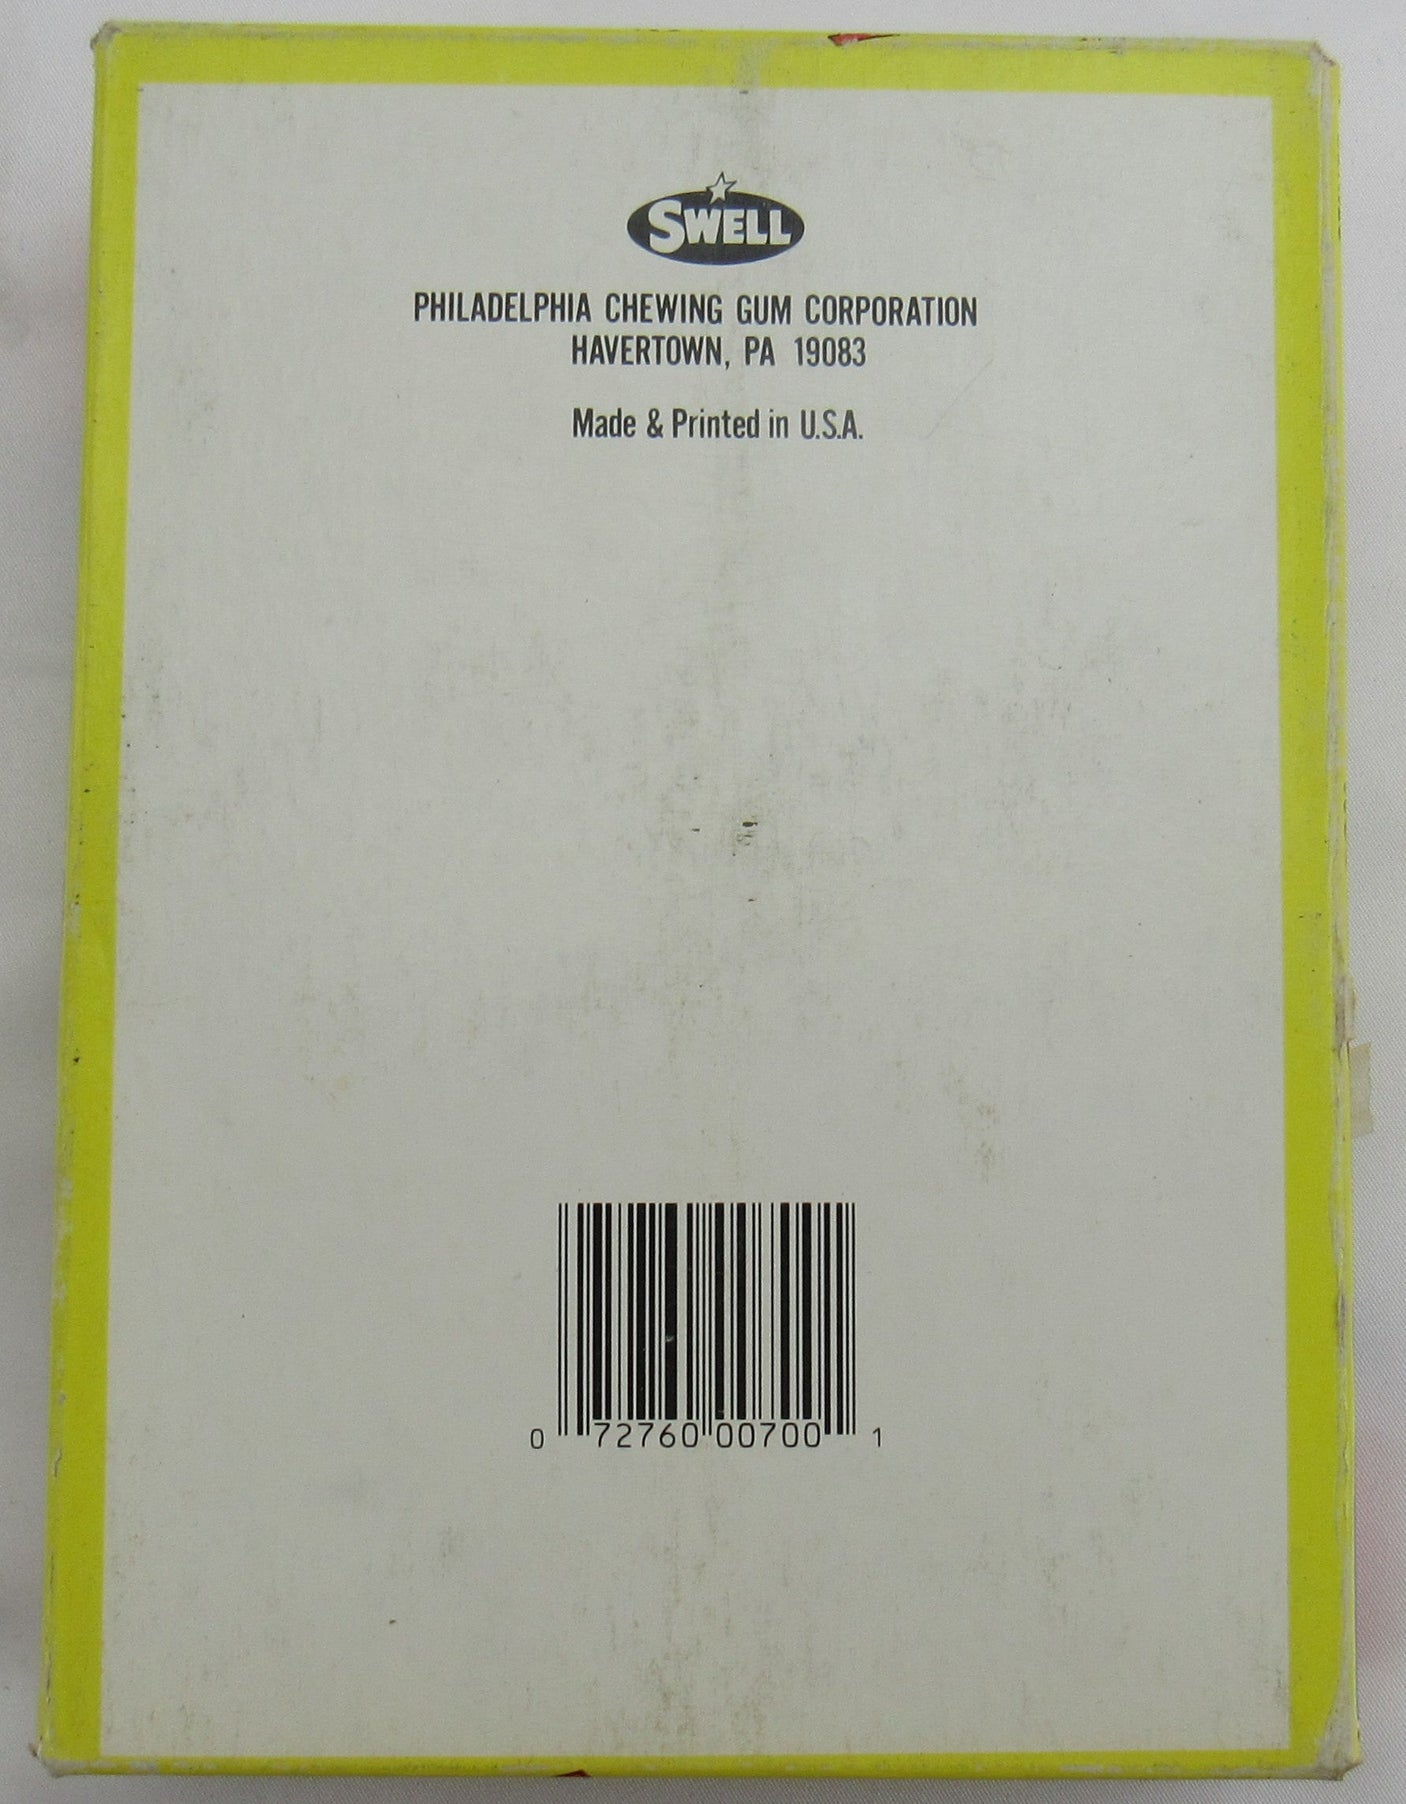 SWELL
PHILADELPHIA CHEWING GUM CORPORATION
HAVERTOWN, PA 19083
Made & Printed in U.S.A.
0 72760 00700 1